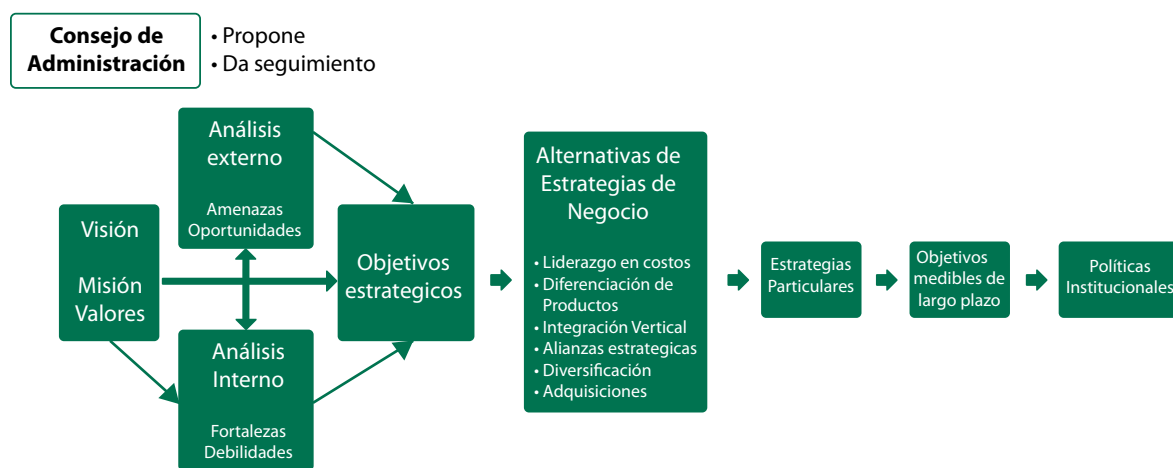 Consejo de
Administración
• Propone
• Da seguimiento
Análisis
externo
Amenazas
Oportunidades
Visión
Misión
Valores
Análisis
Interno
Fortalezas
Debilidades
Objetivos
estrategicos
Alternativas de
Estrategias de
Negocio
• Liderazgo en costos
• Diferenciación de
Productos
• Integración Vertical
• Alianzas estrategicas
• Diversificación
• Adquisiciones
Estrategias
Particulares
Objetivos
medibles de
largo plazo
Políticas
Institucionales